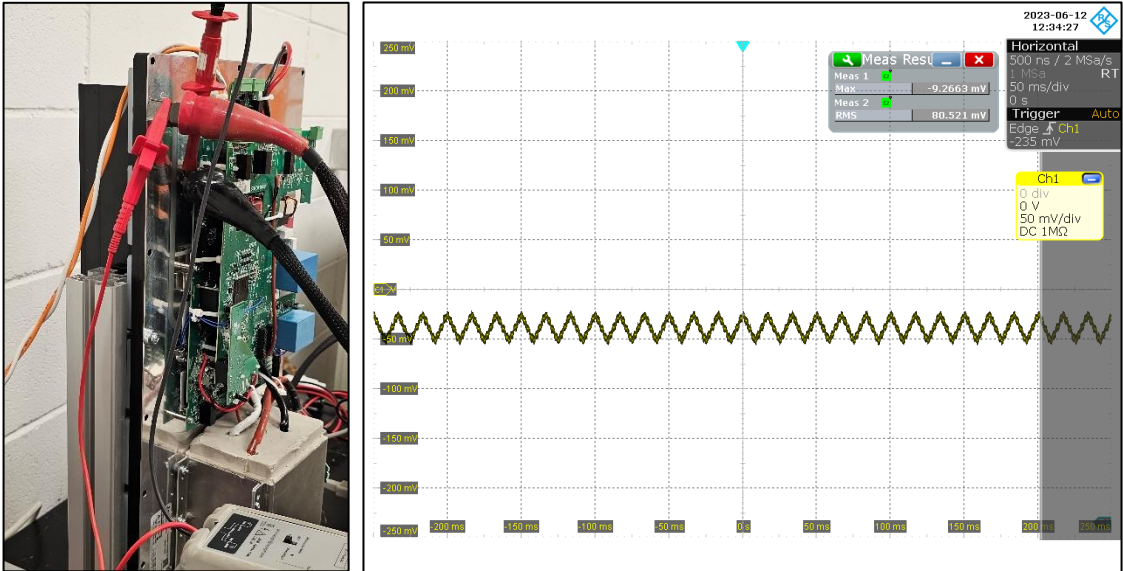 2023-06-12
12:34:27
Horizontal
500 ns / 2 MSa/s
1 MSa RT
50 ms/div
0 s
Trigger Auto
Edge Ch1
-235 mV
Meas Resu
Meas 1
Max -9.2663 mV
Meas 2
RMS 80.521 mV
Ch1
0 div
0 V
50 mV/div
DC 1MΩ
250 mV
200 mV
150 mV
100 mV
50 mV
-50 mV
-100 mV
-150 mV
-200 mV
-250 mV
-200 ms -150 ms -100 ms -50 ms 0 s 50 ms 100 ms 150 ms 200 ms 250 ms